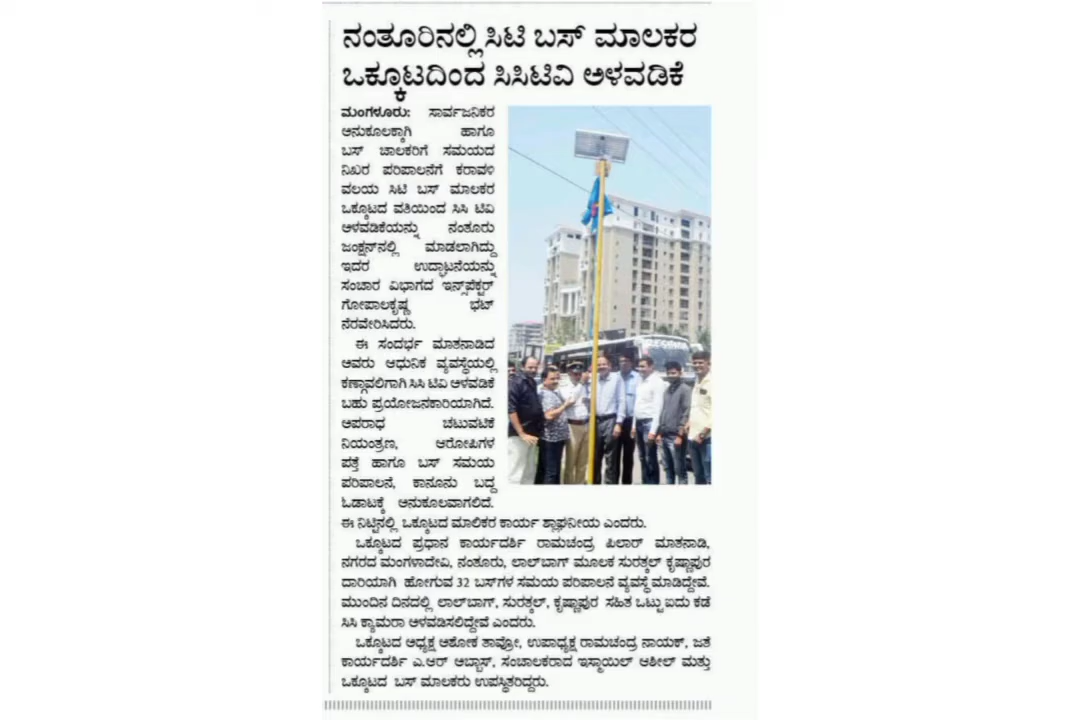 ನಂತೂರಿನಲ್ಲಿ ಸಿಟಿ ಬಸ್ ಮಾಲಕರ
ಒಕ್ಕೂಟದಿಂದ ಸಿಸಿಟಿವಿ ಅಳವಡಿಕೆ
ಮಂಗಳೂರು: ಸಾರ್ವಜನಿಕರ
ಅನುಕೂಲಕ್ಕಾಗಿ ಹಾಗೂ
ಬಸ್ ಚಾಲಕರಿಗೆ ಸಮಯದ
ನಿಖರ ಪರಿಪಾಲನೆಗೆ ಕರಾವಳಿ
ವಲಯ ಸಿಟಿ ಬಸ್ ಮಾಲಕರ
ಒಕ್ಕೂಟದ ವತಿಯಿಂದ ಸಿಸಿ ಟಿವಿ
ಅಳವಡಿಕೆಯನ್ನು ನಂತೂರು
ಜಂಕ್ಷನ್‌ನಲ್ಲಿ ಮಾಡಲಾಗಿದ್ದು
ಇದರ ಉದ್ಘಾಟನೆಯನ್ನು
ಸಂಚಾರ ವಿಭಾಗದ ಇನ್ಸ್‌ಪೆಕ್ಟರ್
ಗೋಪಾಲಕೃಷ್ಣ ಭಟ್
ನೆರವೇರಿಸಿದರು.
ಈ ಸಂದರ್ಭ ಮಾತನಾಡಿದ
ಅವರು ಆಧುನಿಕ ವ್ಯವಸ್ಥೆಯಲ್ಲಿ
ಕಣ್ಗಾವಲಿಗಾಗಿ ಸಿಸಿ ಟಿವಿ ಅಳವಡಿಕೆ
ಬಹು ಪ್ರಯೋಜನಕಾರಿಯಾಗಿದೆ.
ಅಪರಾಧ ಚಟುವಟಿಕೆ
ನಿಯಂತ್ರಣ, ಆರೋಪಿಗಳ
ಪತ್ತೆ ಹಾಗೂ ಬಸ್ ಸಮಯ
ಪರಿಪಾಲನೆ, ಕಾನೂನು ಬದ್ದ
ಓಡಾಟಕ್ಕೆ ಅನುಕೂಲವಾಗಲಿದೆ.
ಈ ನಿಟ್ಟಿನಲ್ಲಿ ಒಕ್ಕೂಟದ ಮಾಲಿಕರ ಕಾರ್ಯ ಶ್ಲಾಘನೀಯ ಎಂದರು.
ಒಕ್ಕೂಟದ ಪ್ರಧಾನ ಕಾರ್ಯದರ್ಶಿ ರಾಮಚಂದ್ರ ಪಿಲಾರ್ ಮಾತನಾಡಿ,
ನಗರದ ಮಂಗಳಾದೇವಿ, ನಂತೂರು, ಲಾಲ್‌ಬಾಗ್ ಮೂಲಕ ಸುರತ್ಕಲ್ ಕೃಷ್ಣಾಪುರ
ದಾರಿಯಾಗಿ ಹೋಗುವ 32 ಬಸ್‌ಗಳ ಸಮಯ ಪರಿಪಾಲನೆ ವ್ಯವಸ್ಥೆ ಮಾಡಿದ್ದೇವೆ.
ಮುಂದಿನ ದಿನದಲ್ಲಿ ಲಾಲ್‌ಬಾಗ್, ಸುರತ್ಕಲ್, ಕೃಷ್ಣಾಪುರ ಸಹಿತ ಒಟ್ಟು ಐದು ಕಡೆ
ಸಿಸಿ ಕ್ಯಾಮರಾ ಅಳವಡಿಸಲಿದ್ದೇವೆ ಎಂದರು.
ಒಕ್ಕೂಟದ ಅಧ್ಯಕ್ಷ ಅಶೋಕ ತಾವ್ರೋ, ಉಪಾಧ್ಯಕ್ಷ ರಾಮಚಂದ್ರ ನಾಯಕ್, ಜತೆ
ಕಾರ್ಯದರ್ಶಿ ಎ.ಆರ್ ಅಬ್ಬಾಸ್, ಸಂಚಾಲಕರಾದ ಇಸ್ಮಾಯಿಲ್ ಆಶೀಲ್ ಮತ್ತು
ಒಕ್ಕೂಟದ ಬಸ್ ಮಾಲಕರು ಉಪಸ್ಥಿತರಿದ್ದರು.